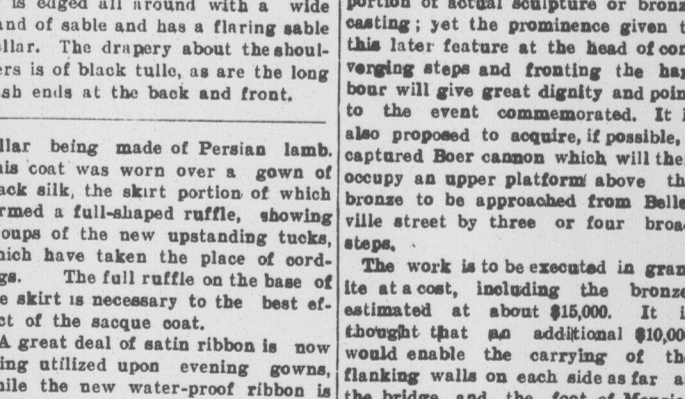 is edged all around with a wide
and of sable and has a flaring sable
llar. The drapery about the shoul-
ers is of black tulle, as are the long
sh ends at the back and front.
llar being made of Persian lamb.
his coat was worn over a gown of
ack silk, the skirt portion of which
rmed a full-shaped ruffle, showing
oups of the new upstanding tucks,
hich have taken the place of cord-
gs. The full ruffle on the base of
e skirt is necessary to the best ef-
ct of the sacque coat.
A great deal of satin ribbon is now
ing utilized upon evening gowns,
hile the new water-proof ribbon is
portion of actual sculpture or bronz
casting; yet the prominence given t
this later feature at the head of con
verging steps and fronting the har
bour will give great dignity and poin
to the event commemorated. It i
also proposed to acquire, if possible,
captured Boer cannon which will the
occupy an upper platform above th
bronze to be approached from Belle
ville street by three or four broa
steps.
The work is to be executed in gran
ite at a cost, including the bronze
estimated at about $15,000. It i
thought that an additional $10,00
would enable the carrying of th
flanking walls on each side as far a
the bridge and the foot of